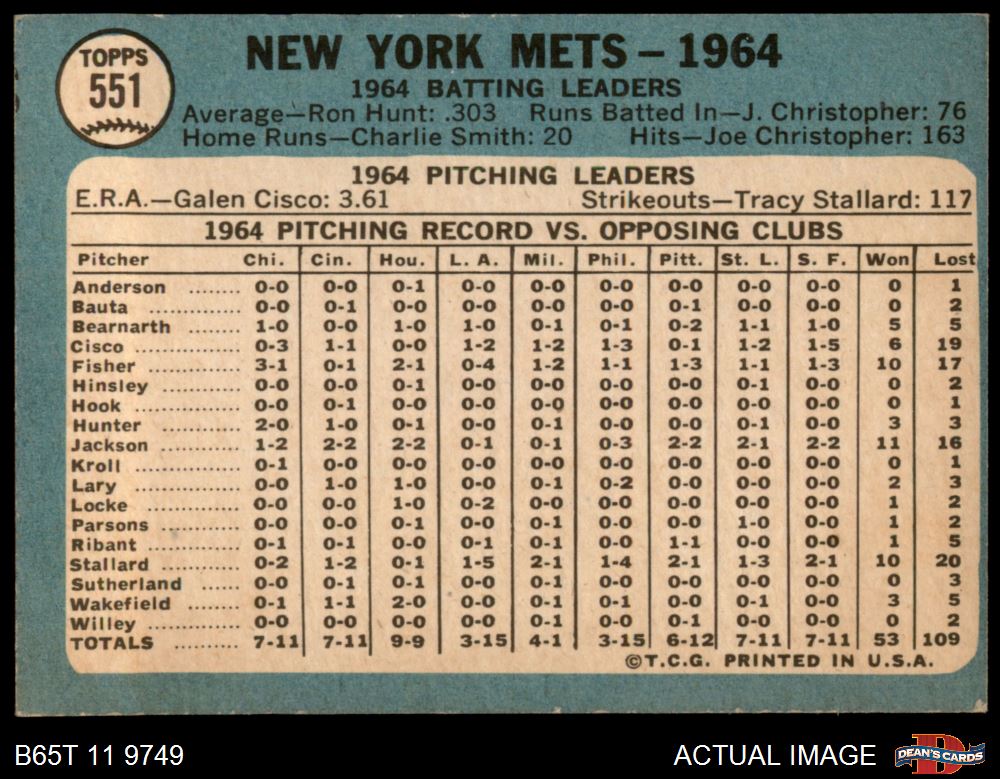 TOPPS
551
NEW YORK METS – 1964
1964 BATTING LEADERS
Average—Ron Hunt: .303 Runs Batted In—J. Christopher: 76
Home Runs—Charlie Smith: 20 Hits—Joe Christopher: 163
1964 PITCHING LEADERS
E.R.A.—Galen Cisco: 3.61 Strikeouts—Tracy Stallard: 117
1964 PITCHING RECORD VS. OPPOSING CLUBS
Pitcher Chi. Cin. Hou. L. A. Mil. Phil. Pitt. St. L. S. F. Won Lost
Anderson ........ 0-0 0-0 0-1 0-0 0-0 0-0 0-0 0-0 0-0 0 1
Bauta ............... 0-0 0-1 0-0 0-0 0-0 0-0 0-1 0-0 0-0 0 2
Bearnarth ........ 1-0 0-0 1-0 1-0 0-1 0-1 0-2 1-1 1-0 5 5
Cisco ............... 0-3 1-1 0-0 1-2 1-2 1-3 0-1 1-2 1-5 6 19
Fisher .............. 3-1 0-1 2-1 0-4 1-2 1-1 1-3 1-1 1-3 10 17
Hinsley ............ 0-0 0-0 0-1 0-0 0-0 0-0 0-0 0-1 0-0 0 2
Hook ............... 0-0 0-1 0-0 0-0 0-0 0-0 0-0 0-0 0-0 0 1
Hunter ............. 2-0 1-0 0-1 0-0 0-1 0-0 0-0 0-1 0-0 3 3
Jackson ............ 1-2 2-2 2-2 0-1 0-1 0-3 2-2 2-1 2-2 11 16
Kroll ............... 0-1 0-0 0-0 0-0 0-0 0-0 0-0 0-0 0-0 0 1
Lary ................ 0-0 1-0 1-0 0-0 0-1 0-2 0-0 0-0 0-0 2 3
Locke .............. 0-0 0-0 1-0 0-2 0-0 0-0 0-0 0-0 0-0 1 2
Parsons ............ 0-0 0-0 0-1 0-0 0-1 0-0 0-0 1-0 0-0 1 2
Ribant ............. 0-1 0-1 0-0 0-1 0-1 0-0 1-1 0-0 0-0 1 5
Stallard ............ 0-2 1-2 0-1 1-5 2-1 1-4 2-1 1-3 2-1 10 20
Sutherland ...... 0-0 0-1 0-1 0-0 0-1 0-0 0-0 0-0 0-0 0 3
Wakefield ........ 0-1 1-1 2-0 0-0 0-1 0-1 0-0 0-1 0-0 3 5
Willey .............. 0-0 0-0 0-0 0-0 0-1 0-0 0-1 0-0 0-0 0 2
TOTALS .......... 7-11 7-11 9-9 3-15 4-1 3-15 6-12 7-11 7-11 53 109
©T.C.G. PRINTED IN U.S.A.
B65T 11 9749 ACTUAL IMAGE
DEAN'S CARDS